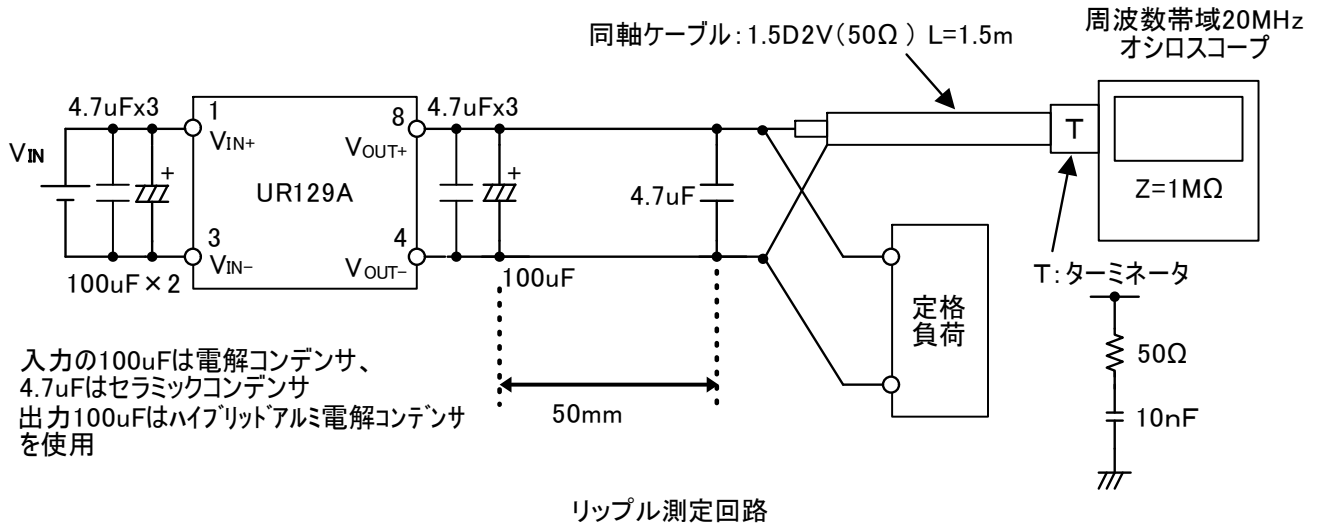 同軸ケーブル:1.5D2V(50Ω) L=1.5m
周波数帯域20MHz
オシロスコープ
4.7uFx3
1
VIN+
VIN
UR129A
3
VIN-
100uF×2
8
VOUT+
4.7uFx3
+
+
4
VOUT-
100uF
4.7uF
T
Z=1MΩ
T:ターミネータ
50Ω
10nF
定格
負荷
50mm
入力の100uFは電解コンデンサ、
4.7uFはセラミックコンデンサ
出力100uFはハイブリッドアルミ電解コンデンサ
を使用
リップル測定回路